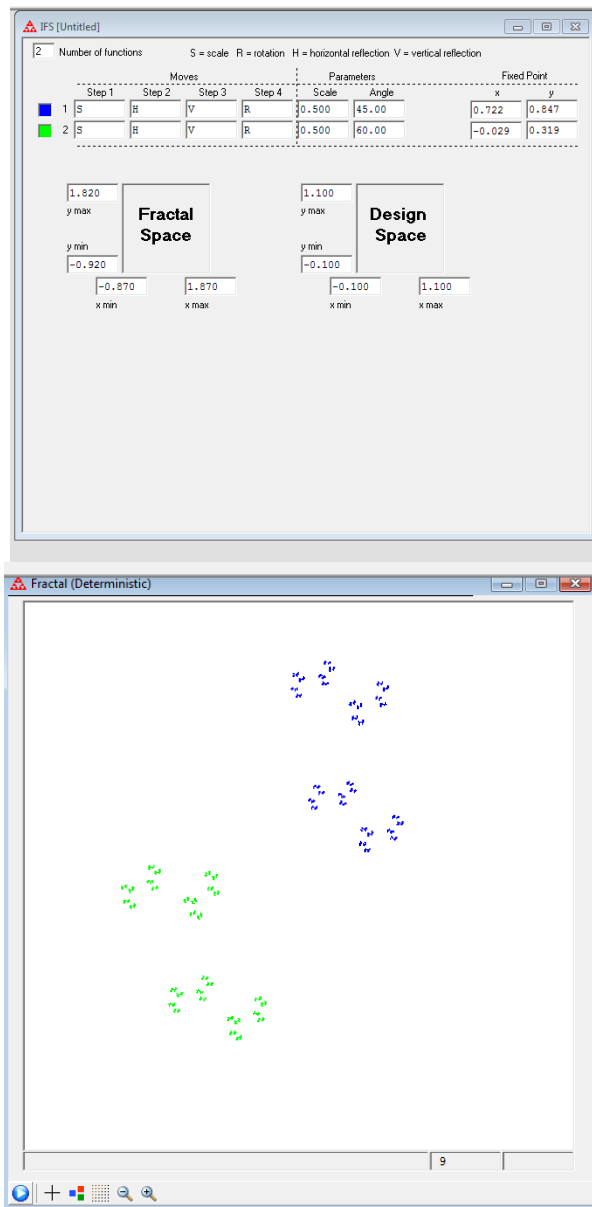 IFS [Untitled]
2 Number of functions S = scale R = rotation H = horizontal reflection V = vertical reflection
Moves Parameters Fixed Point
Step 1 Step 2 Step 3 Step 4 Scale Angle x y
1 S H V R 0.500 45.00 0.722 0.847
2 S H V R 0.500 60.00 -0.029 0.319
1.820 1.100
y max Fractal Space y max Design Space
y min y min
-0.920 -0.100
-0.870 1.870 -0.100 1.100
x min x max x min x max
Fractal (Deterministic)
9